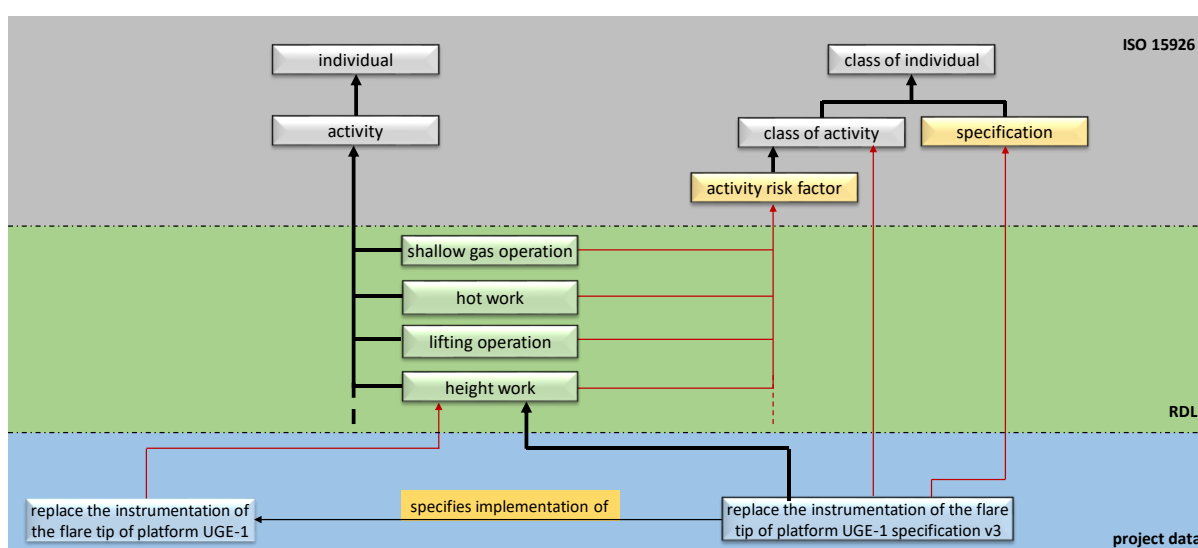 ISO 15926
individual
class of individual
activity
class of activity
specification
activity risk factor
shallow gas operation
hot work
lifting operation
height work
RDL
specifies implementation of
replace the instrumentation of
the flare tip of platform UGE-1
replace the instrumentation of the flare
tip of platform UGE-1 specification v3
project data